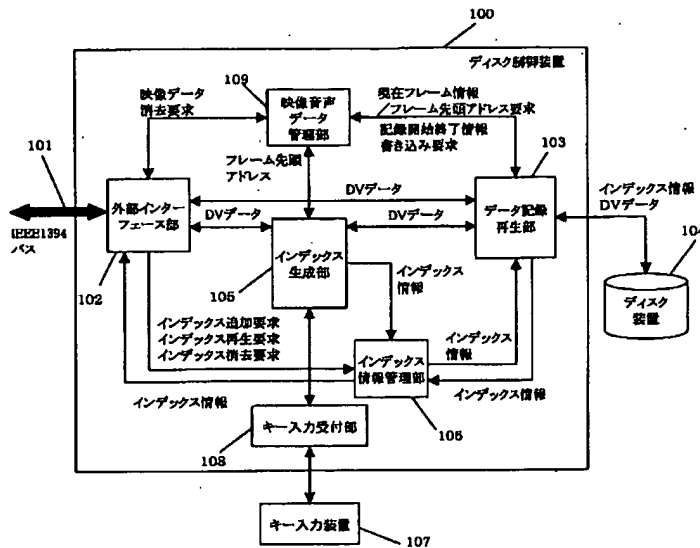 100
ディスク制御装置
映像データ
消去要求
109
映像音声
データ
管理部
現在フレーム情報
/フレーム先頭アドレス要求
記録開始終了情報
書き込み要求
101
103
フレーム先頭
アドレス
DVデータ
外部インター
フェース部
DVデータ
DVデータ
データ記録
再生部
インデックス情報
DVデータ
104
IEEE1394
バス
インデックス
生成部
102
105
インデックス
情報
ディスク
装置
インデックス追加要求
インデックス再生要求
インデックス消去要求
インデックス
情報管理部
インデックス
情報
インデックス情報
インデックス情報
106
キー入力受付部
108
キー入力装置
107